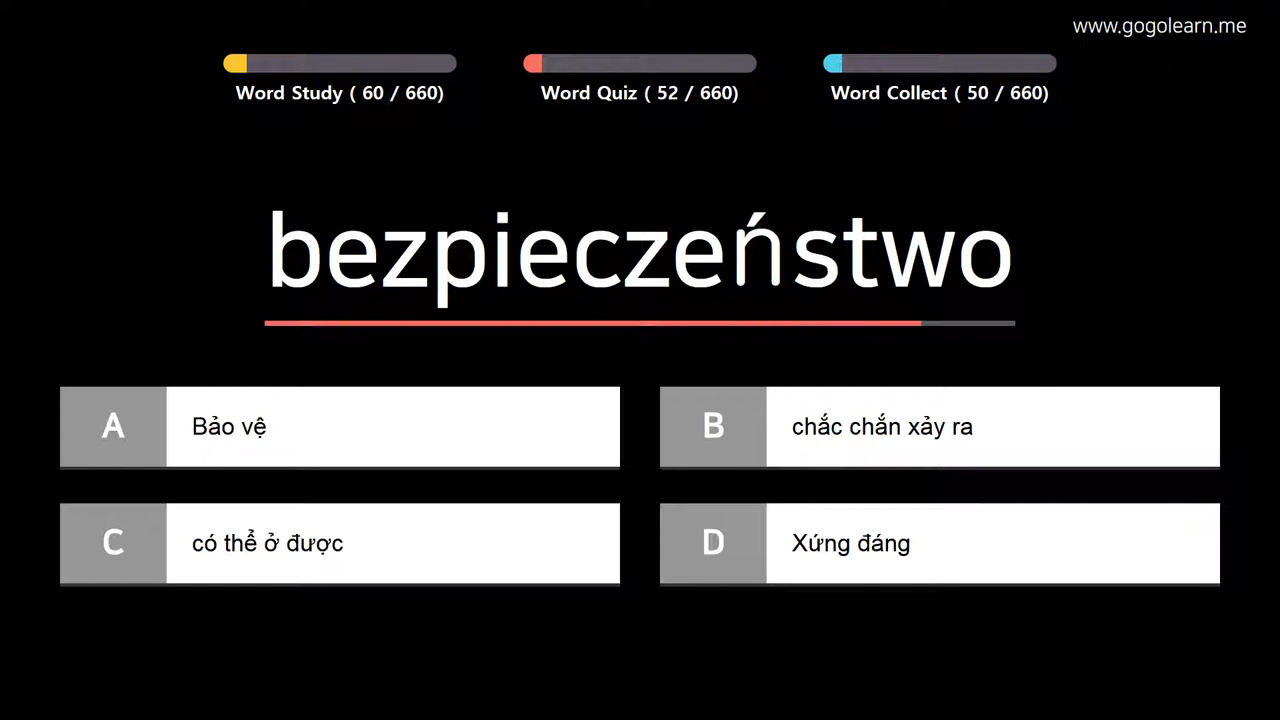 www.gogolearn.me
Word Study ( 60 / 660)
Word Quiz ( 52 / 660)
Word Collect ( 50 / 660)
bezpieczeństwo
A
Bảo vệ
B
chắc chắn xảy ra
C
có thể ở được
D
Xứng đáng